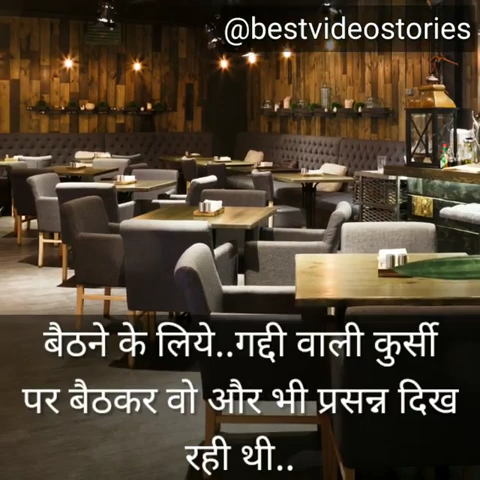 @bestvideostories
बैठने के लिये..गद्दी वाली कुर्सी
पर बैठकर वो और भी प्रसन्न दिख
रही थी..